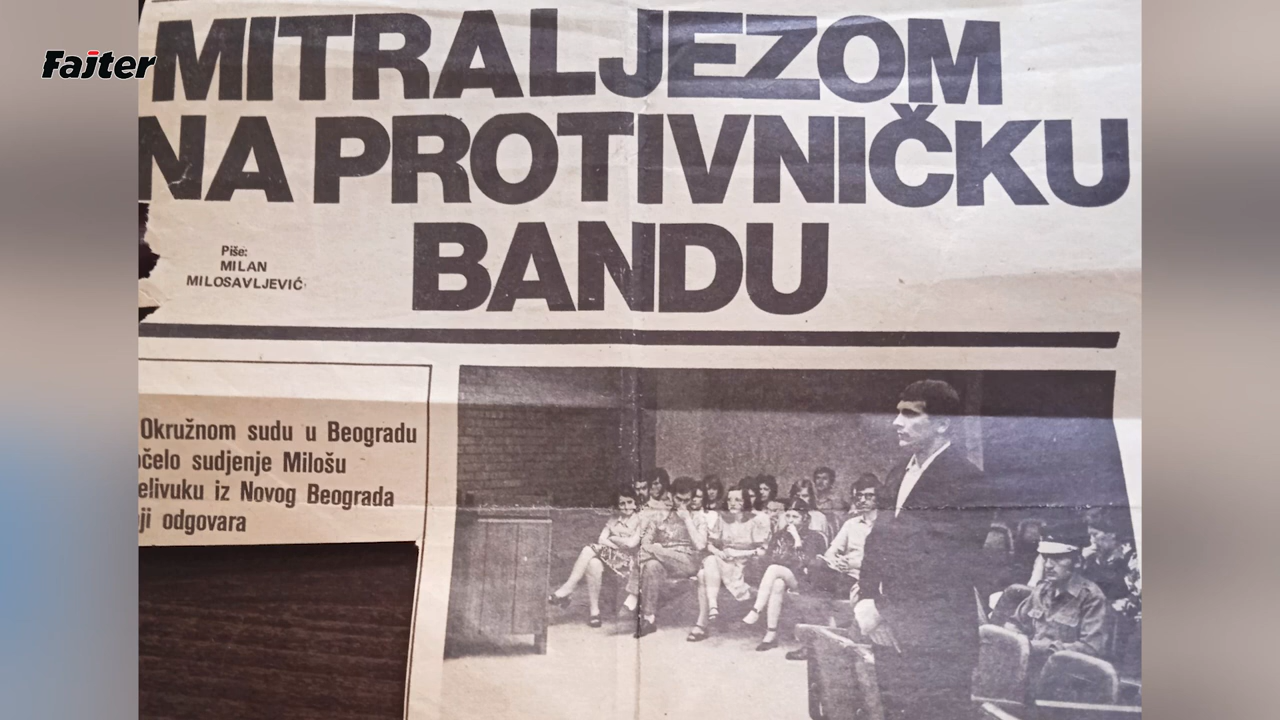 Fajter
MITRALJEZOM
NA PROTIVNIČKU
BANDU
Piše:
MILAN
MILOSAVLJEVIĆ
Okružnom sudu u Beogradu
očelo sudjenje Milošu
elivuku iz Novog Beograda
ji odgovara